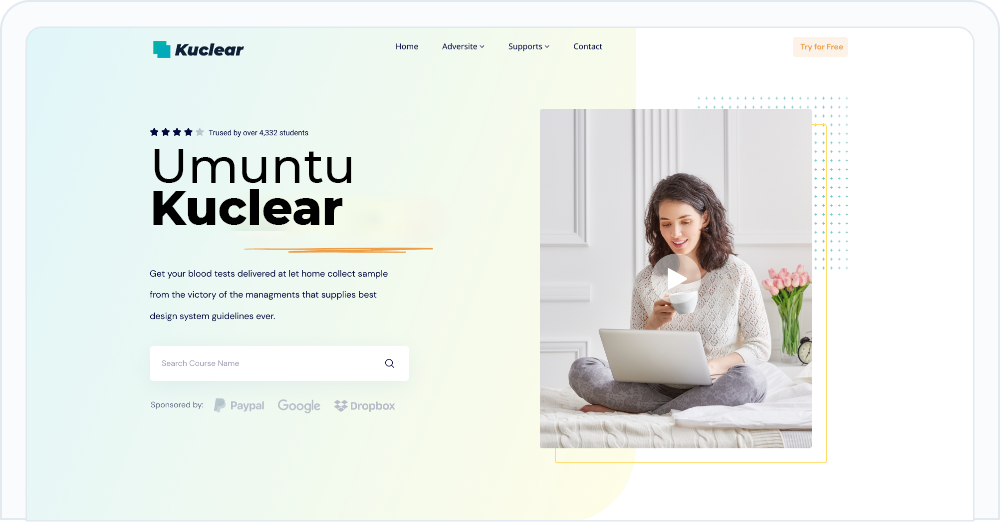 Kuclear
Home
Adversite
Supports
Contact
Try for Free
Trused by over 4,332 students
Umuntu
Kuclear
Get your blood tests delivered at let home collect sample
from the victory of the managments that supplies best
design system guidelines ever.
Search Course Name
Sponsored by:
Paypal
Google
Dropbox